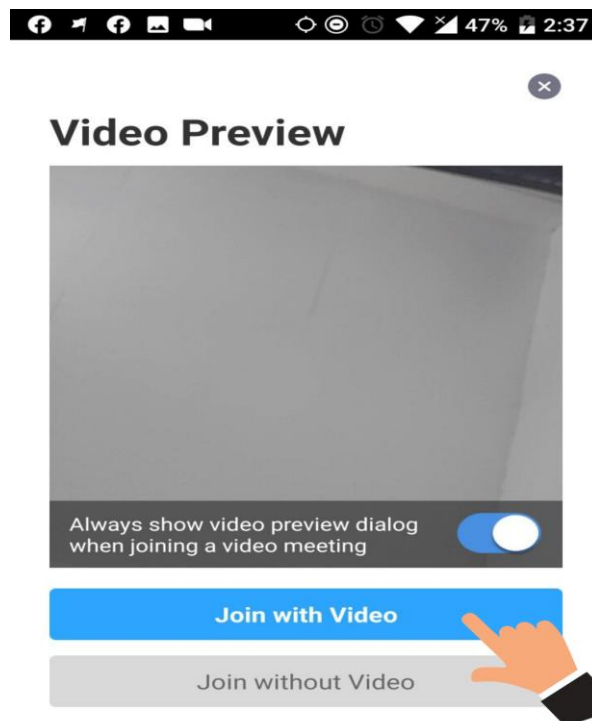 47% 2:37
Video Preview
Always show video preview dialog
when joining a video meeting
Join with Video
Join without Video